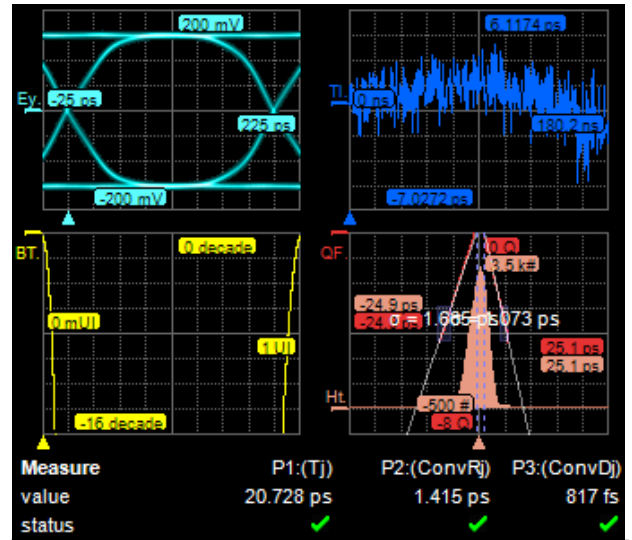 200 mV
Ey.
-25 ps
225 ps
-200 mV
6.1174 ps
TI.
0 ns
180.2 ns
-7.0272 ps
BT.
0 decade
0 mUI
1 UI
-16 decade
QF
0 Q
3.5 k#
-24.9 ps
073 ps
25.1 ps
25.1 ps
Ht.
-500 #
-8 Q
Measure P1:(Tj) P2:(ConvRj) P3:(ConvDj)
value 20.728 ps 1.415 ps 817 fs
status